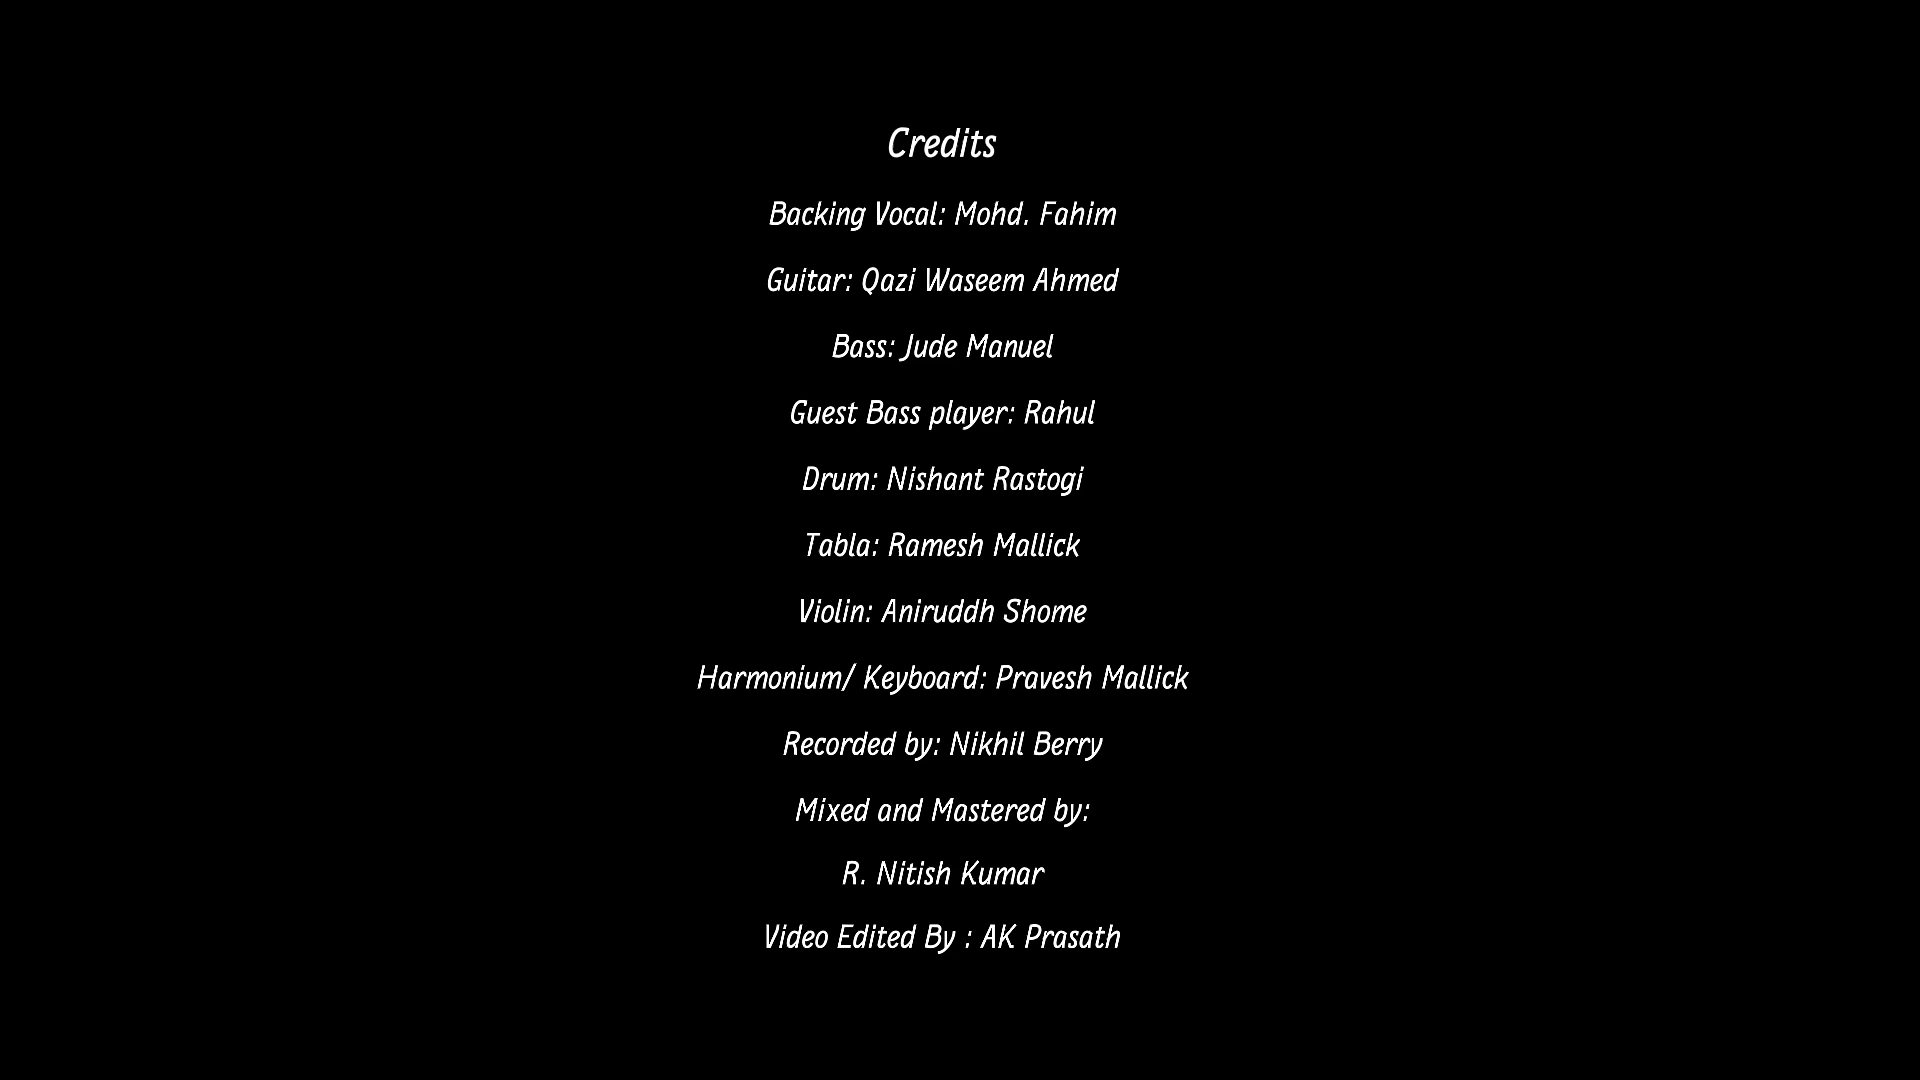 Credits
Backing Vocal: Mohd. Fahim
Guitar: Qazi Waseem Ahmed
Bass: Jude Manuel
Guest Bass player: Rahul
Drum: Nishant Rastogi
Tabla: Ramesh Mallick
Violin: Aniruddh Shome
Harmonium/ Keyboard: Pravesh Mallick
Recorded by: Nikhil Berry
Mixed and Mastered by:
R. Nitish Kumar
Video Edited By : AK Prasath